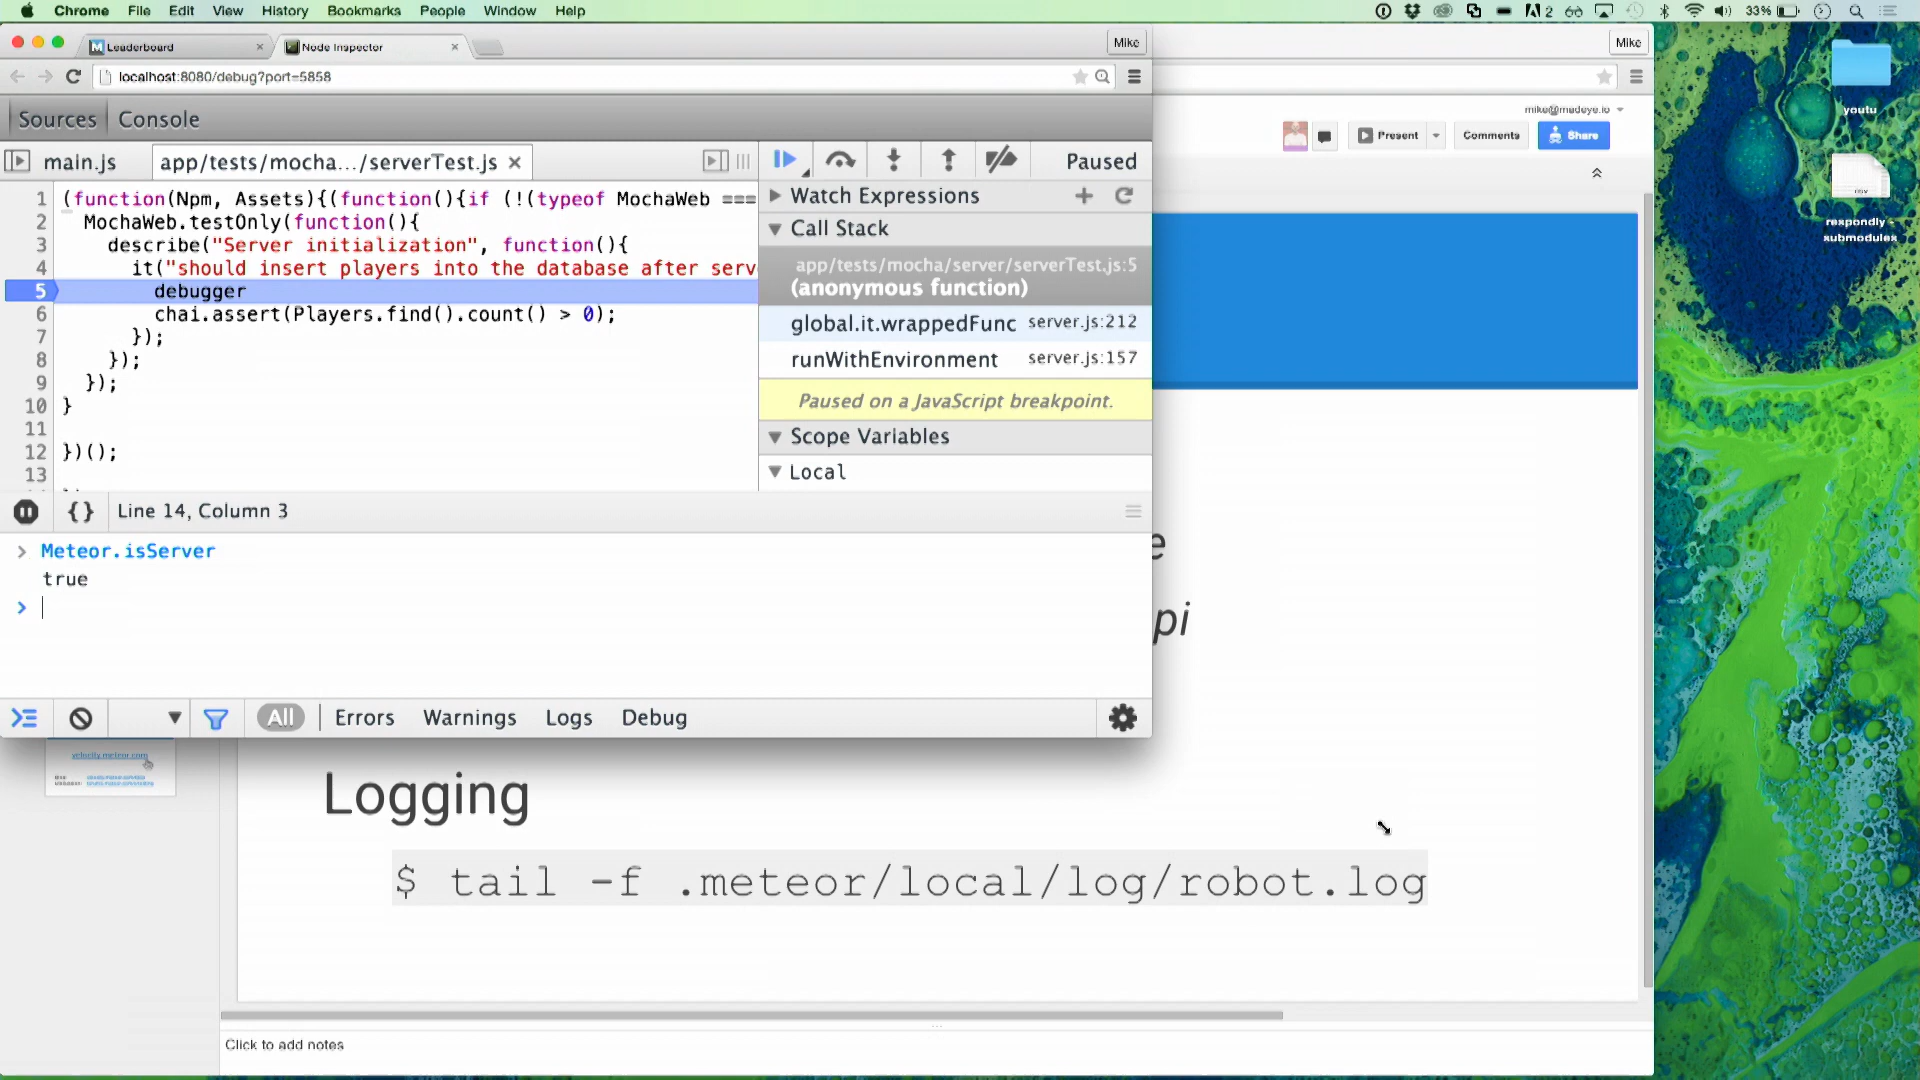 Chrome File Edit View History Bookmarks People Window Help
2 33%
Leaderboard Node Inspector Mike Mike
localhost:8080/debug?port=5858
Sources Console
mike@madeye.io
Present Comments Share
main.js app/tests/mocha.../serverTest.js
Paused
1 (function(Npm, Assets){(function(){if (!(typeof MochaWeb ===
2 MochaWeb.testOnly(function(){
3 describe("Server initialization", function(){
4 it("should insert players into the database after serv
5 debugger
6 chai.assert(Players.find().count() > 0);
7 });
8 });
9 });
10 }
11
12 })();
13
Watch Expressions
Call Stack
app/tests/mocha/server/serverTest.js:5
(anonymous function)
global.it.wrappedFunc server.js:212
runWithEnvironment server.js:157
Paused on a JavaScript breakpoint.
Scope Variables
Local
{} Line 14, Column 3
> Meteor.isServer
true
>
All Errors Warnings Logs Debug
e
pi
velocity.meteor.com
Logging
$ tail -f .meteor/local/log/robot.log
Click to add notes
youtu
respondly -
submodules